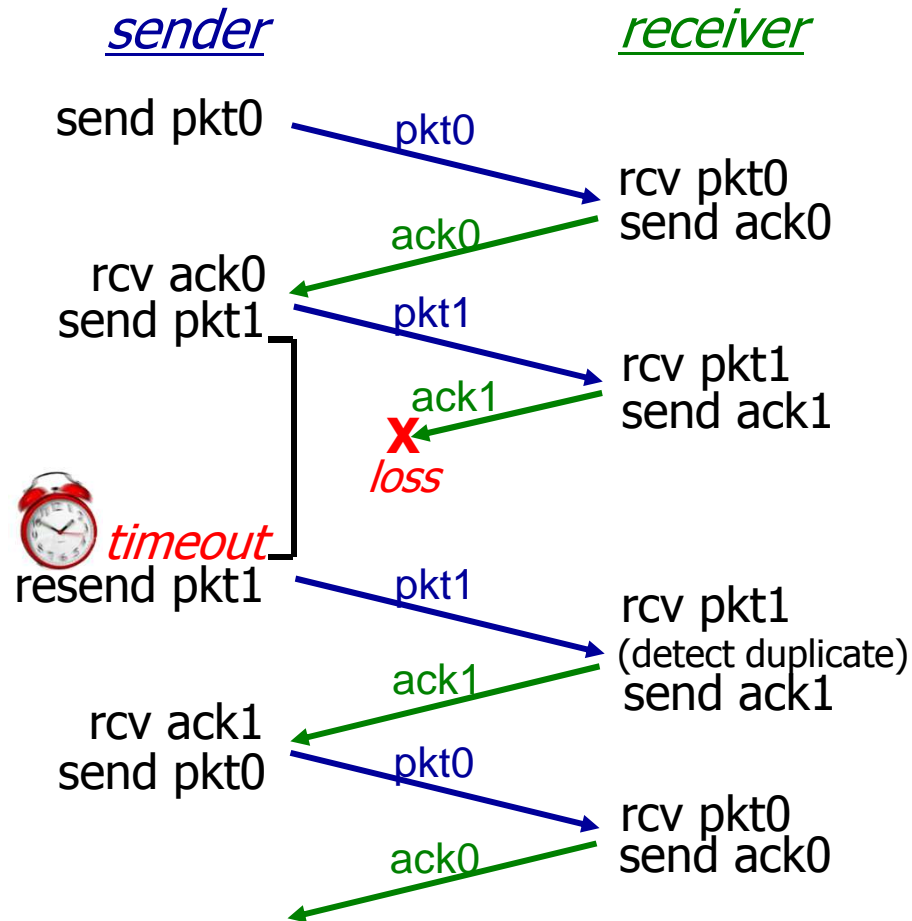 sender
receiver
send pkt0
pkt0
rcv pkt0
send ack0
ack0
rcv ack0
send pkt1
pkt1
rcv pkt1
send ack1
ack1
X
loss
timeout
resend pkt1
pkt1
rcv pkt1
(detect duplicate)
send ack1
ack1
rcv ack1
send pkt0
pkt0
rcv pkt0
send ack0
ack0